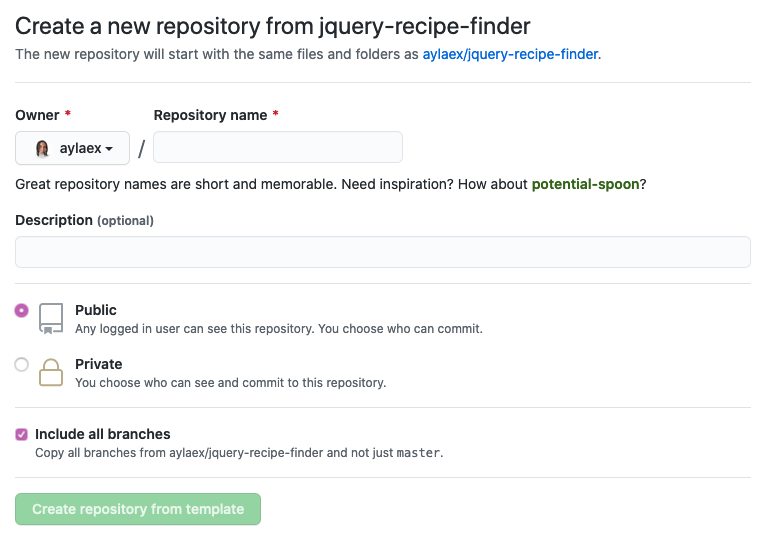 Create a new repository from jquery-recipe-finder
The new repository will start with the same files and folders as aylaex/jquery-recipe-finder.
Owner * Repository name *
aylaex /
Great repository names are short and memorable. Need inspiration? How about potential-spoon?
Description (optional)
Public
Any logged in user can see this repository. You choose who can commit.
Private
You choose who can see and commit to this repository.
Include all branches
Copy all branches from aylaex/jquery-recipe-finder and not just master.
Create repository from template